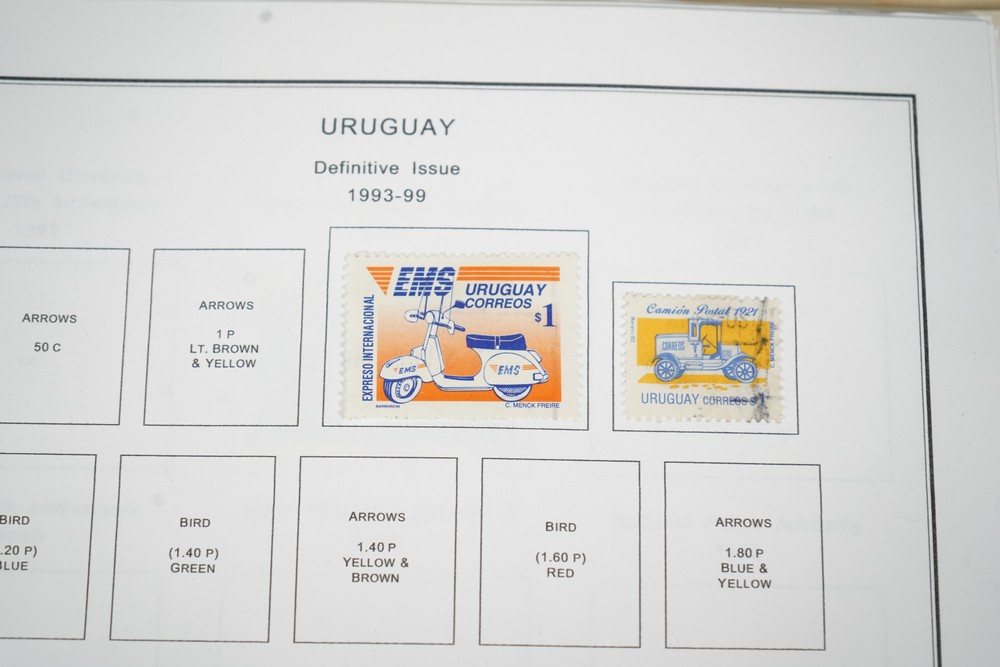 URUGUAY
Definitive Issue
1993-99
ARROWS
50 C
ARROWS
1 P
LT. BROWN
& YELLOW
EMS
URUGUAY
CORREOS
$1
EXPRESO INTERNACIONAL
EMS
EMS
C. MENCK FREIRE
Camión Postal 1921
CORREOS
URUGUAY CORREOS $1
BIRD
.20 P)
BLUE
BIRD
(1.40 P)
GREEN
ARROWS
1.40 P
YELLOW &
BROWN
BIRD
(1.60 P)
RED
ARROWS
1.80 P
BLUE &
YELLOW